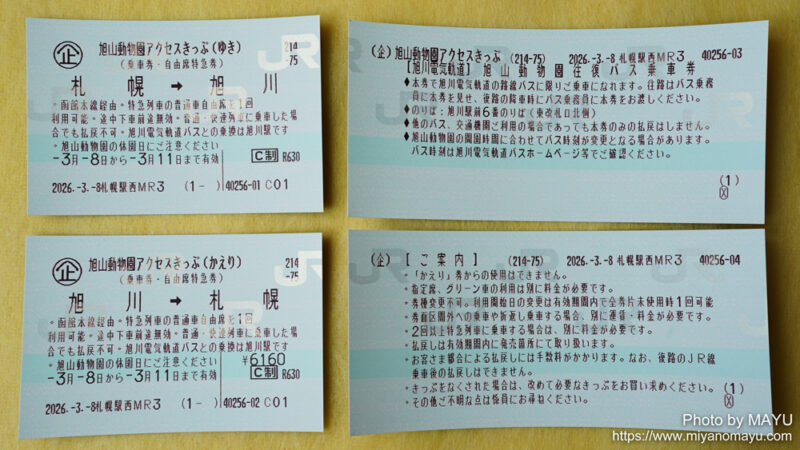 企 旭山動物園アクセスきっぷ(ゆき) 214
(乗車券・自由席特急券) -75
札 幌 → 旭 川
・函館本線経由・特急列車の普通車自由席を1回
利用可能・途中下車前途無効・普通・快速列車に乗車した場
合でも払戻不可・旭川電気軌道バスとの乗換は旭川駅です
・旭山動物園の休園日にご注意ください
-3月-8日から-3月11日まで有効 C制 R630
2026.-3.-8札幌駅西MR3 (1- ) 40256-01 C01
(企) 旭山動物園アクセスきっぷ (214-75) 2026.-3.-8 札幌駅西MR3 40256-03
【旭川電気軌道】 旭山動物園往復バス乗車券
♦本券で旭川電気軌道の路線バスに限りご乗車になれます。往路はバス乗務
員に本券を見せ、復路の降車時にバス乗務員に本券をお渡しください。
♦のりば:旭川駅前6番のりば(東改札口北側)
♦他のバス、交通機関ご利用の場合であっても本券のみの払戻はしません。
♦旭山動物園の開園時間に合わせてバス時刻が変更となる場合があります。
バス時刻は旭川電気軌道バスホームページ等でご確認ください。
(1)
企 旭山動物園アクセスきっぷ(かえり) 214
(乗車券・自由席特急券) -75
旭 川 → 札 幌
・函館本線経由・特急列車の普通車自由席を1回
利用可能・途中下車前途無効・普通・快速列車に乗車した場
合でも払戻不可・旭川電気軌道バスとの乗換は旭川駅です
・旭山動物園の休園日にご注意ください ¥6160
-3月-8日から-3月11日まで有効 C制 R630
2026.-3.-8札幌駅西MR3 (1- ) 40256-02 C01
(企) 【 ご案内 】 (214-75) 2026.-3.-8 札幌駅西MR3 40256-04
・「かえり」券からの使用はできません。
・指定席、グリーン車の利用は別に料金が必要です。
・券種変更不可。利用開始日の変更は有効期間内で全券片未使用時1回可能
・券面区間外への乗車や折返し乗車する場合、別に運賃・料金が必要です。
・2回以上特急列車に乗車する場合は、別に料金が必要です。
・払戻しは有効期間内に発売箇所にて取り扱います。
・お客さま都合による払戻しには手数料がかかります。なお、復路のJR線
乗車後の払戻しはできません。
・きっぷをなくされた場合は、改めて必要なきっぷをお買い求めください。
・その他ご不明な点は係員にお尋ねください。
(1)
Photo by MAYU
https://www.miyanomayu.com/